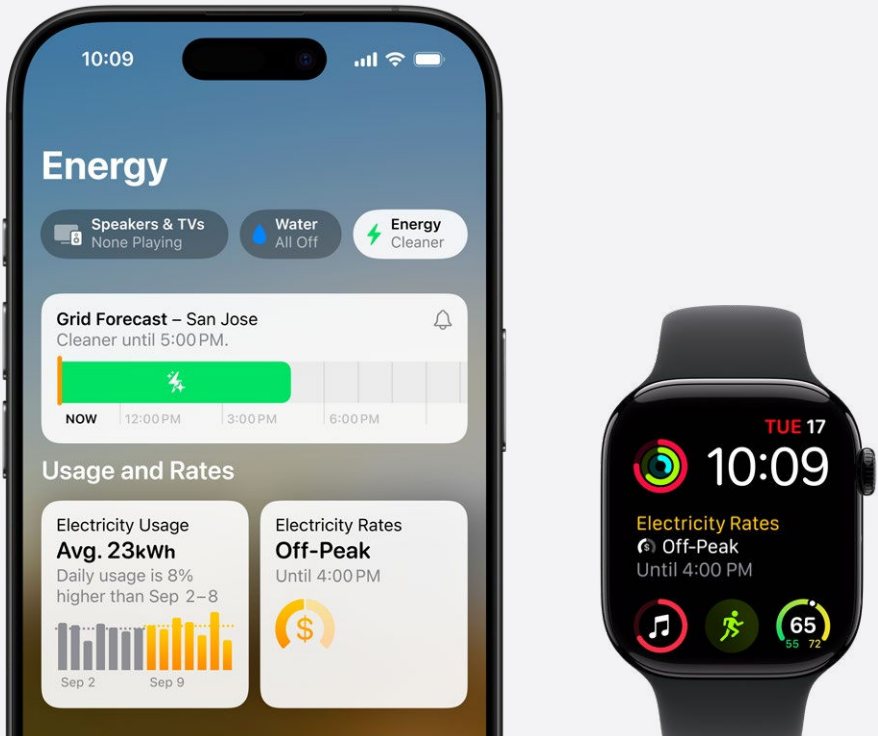 10:09
Energy
Speakers & TVs
None Playing
Water
All Off
Energy
Cleaner
Grid Forecast – San Jose
Cleaner until 5:00 PM.
NOW
12:00 PM
3:00 PM
6:00 PM
Usage and Rates
Electricity Usage
Avg. 23kWh
Daily usage is 8%
higher than Sep 2–8
Sep 2
Sep 9
Electricity Rates
Off-Peak
Until 4:00 PM
$
TUE 17
10:09
Electricity Rates
$ Off-Peak
Until 4:00 PM
65
55 72